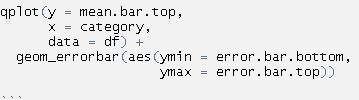 qplot(y = mean.bar.top,
      x = category,
      data = df) +
  geom_errorbar(aes(ymin = error.bar.bottom,
                    ymax = error.bar.top))
```